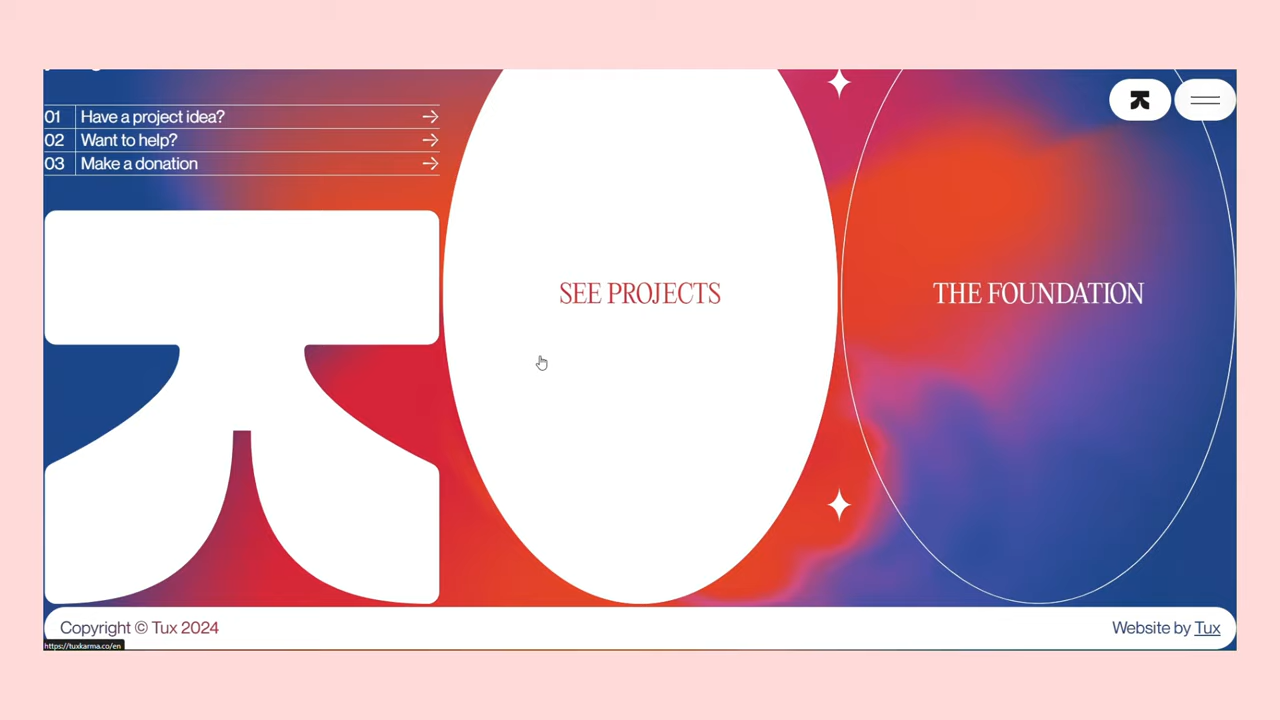 01 Have a project idea?
02 Want to help?
03 Make a donation
SEE PROJECTS
THE FOUNDATION
Copyright © Tux 2024
Website by Tux
https://tuxkarma.co/en